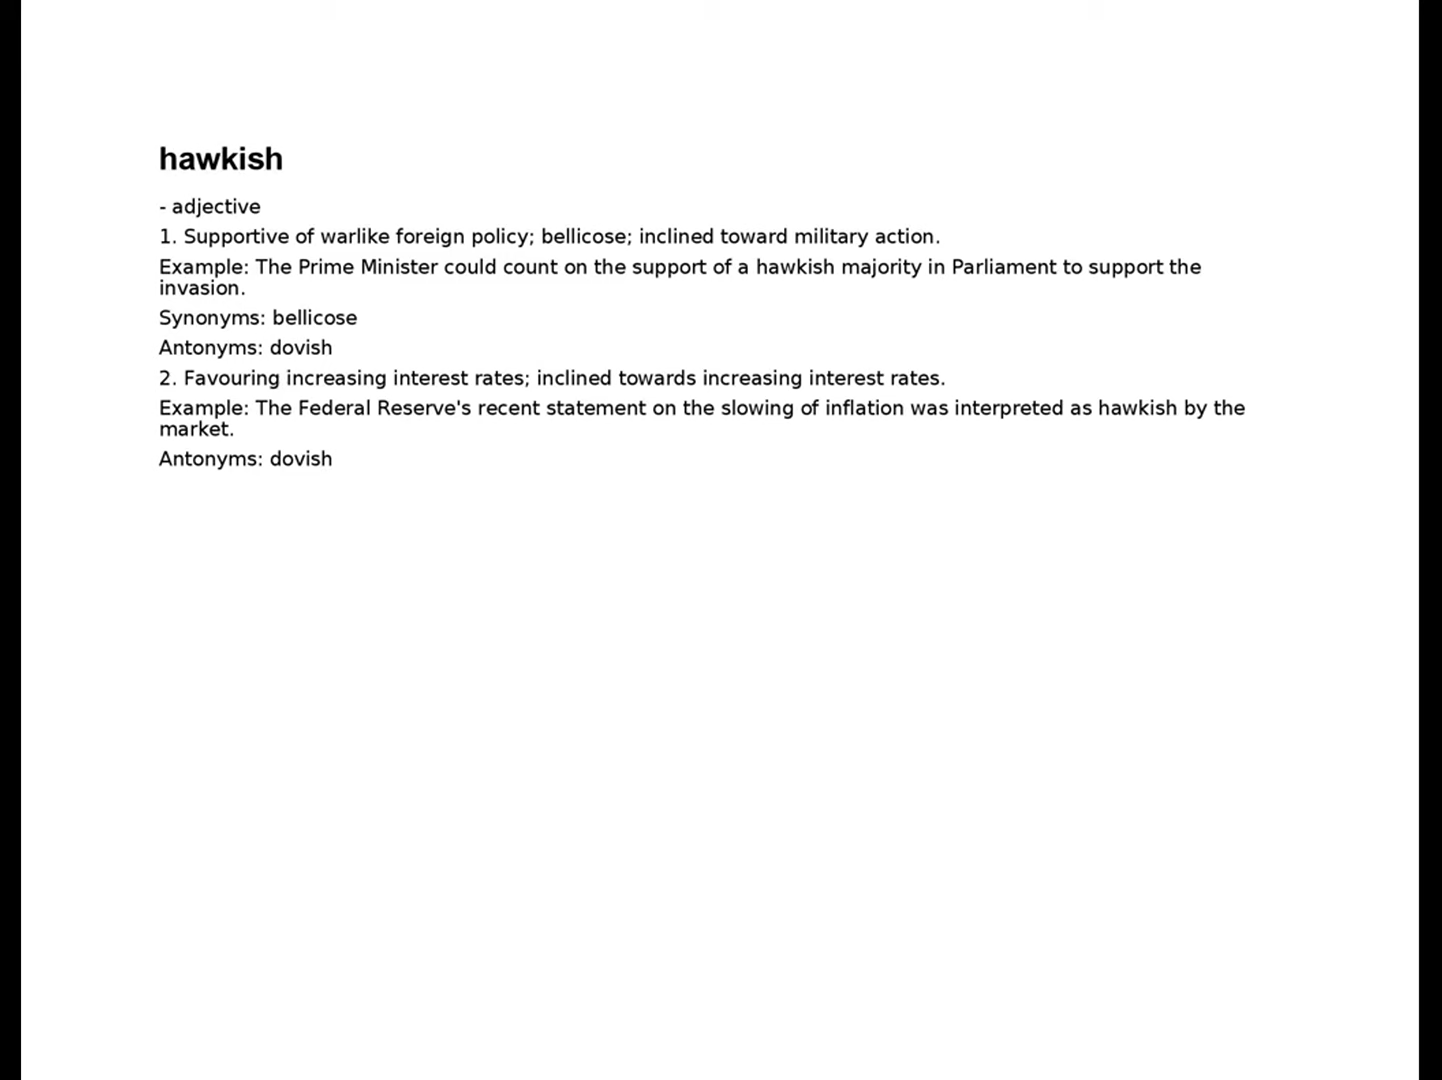 hawkish
- adjective
1. Supportive of warlike foreign policy; bellicose; inclined toward military action.
Example: The Prime Minister could count on the support of a hawkish majority in Parliament to support the
invasion.
Synonyms: bellicose
Antonyms: dovish
2. Favouring increasing interest rates; inclined towards increasing interest rates.
Example: The Federal Reserve's recent statement on the slowing of inflation was interpreted as hawkish by the
market.
Antonyms: dovish